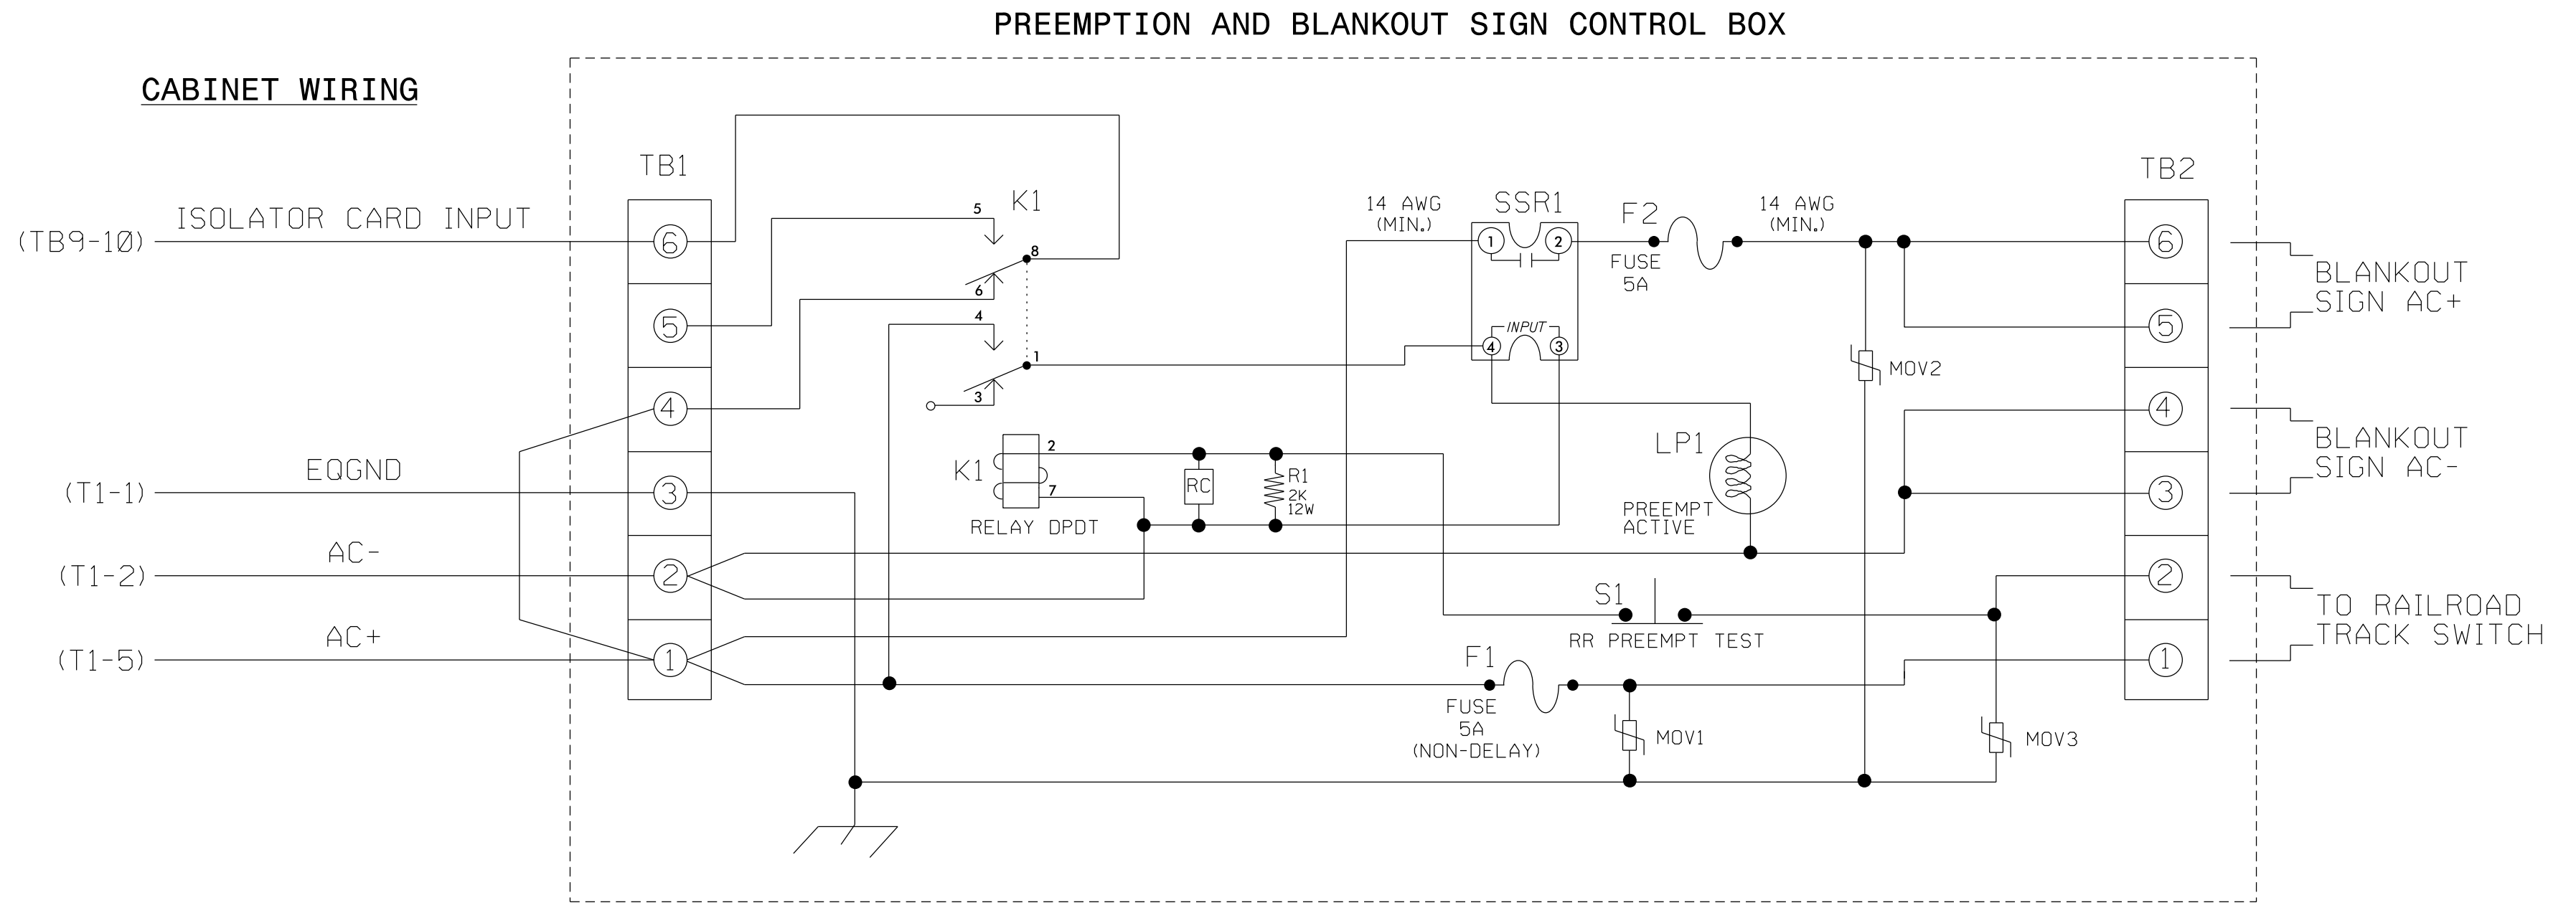 PREEMPTION AND BLANKOUT SIGN CONTROL BOX
CABINET WIRING
TB1
(TB9-10) ISOLATOR CARD INPUT
(T1-1) EQGND
(T1-2) AC-
(T1-5) AC+
6
5
4
3
2
1
K1
5
8
6
4
1
3
K1
2
7
RELAY DPDT
RC
R1
2K
12W
14 AWG
(MIN.)
SSR1
1
2
INPUT
4
3
F2
FUSE
5A
14 AWG
(MIN.)
MOV2
LP1
PREEMPT
ACTIVE
S1
RR PREEMPT TEST
F1
FUSE
5A
(NON-DELAY)
MOV1
MOV3
TB2
6
5
4
3
2
1
BLANKOUT
SIGN AC+
BLANKOUT
SIGN AC-
TO RAILROAD
TRACK SWITCH